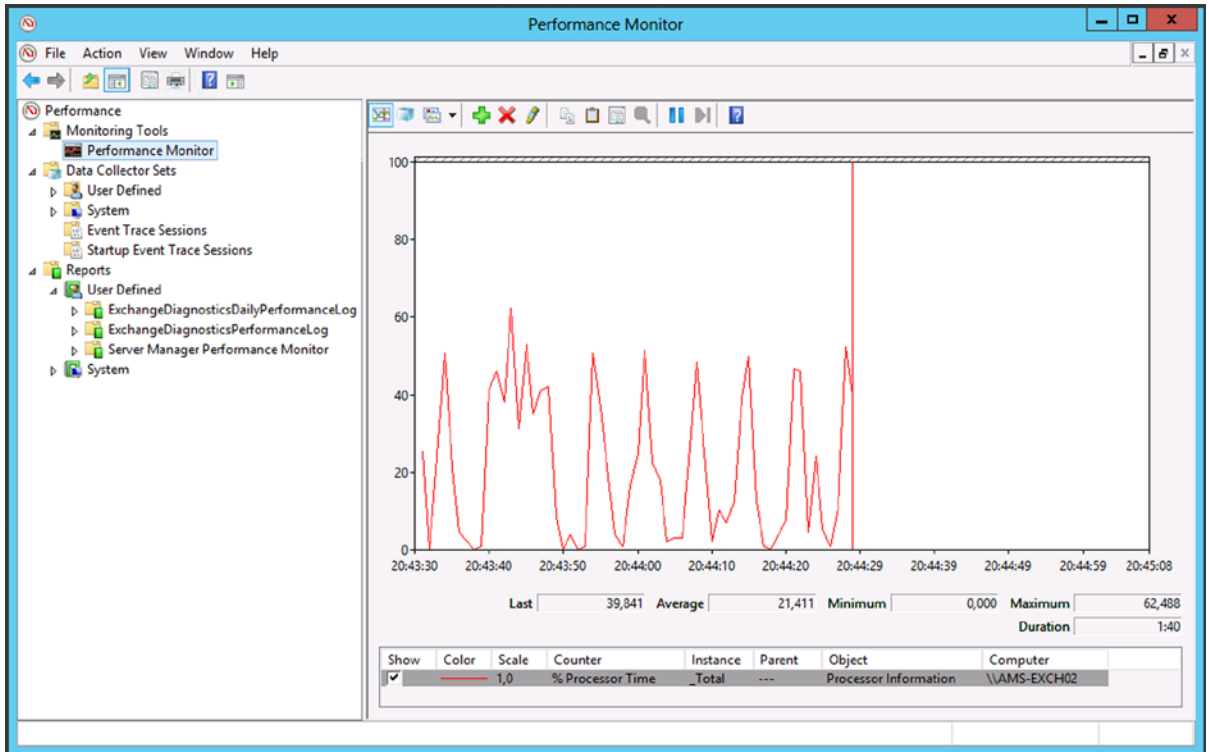 Performance Monitor
File Action View Window Help
Performance
Monitoring Tools
Performance Monitor
Data Collector Sets
User Defined
System
Event Trace Sessions
Startup Event Trace Sessions
Reports
User Defined
ExchangeDiagnosticsDailyPerformanceLog
ExchangeDiagnosticsPerformanceLog
Server Manager Performance Monitor
System
100
80
60
40
20
0
20:43:30 20:43:40 20:43:50 20:44:00 20:44:10 20:44:20 20:44:29 20:44:39 20:44:49 20:44:59 20:45:08
Last 39,841 Average 21,411 Minimum 0,000 Maximum 62,488
Duration 1:40
Show Color Scale Counter Instance Parent Object Computer
1,0 % Processor Time _Total --- Processor Information \\AMS-EXCH02